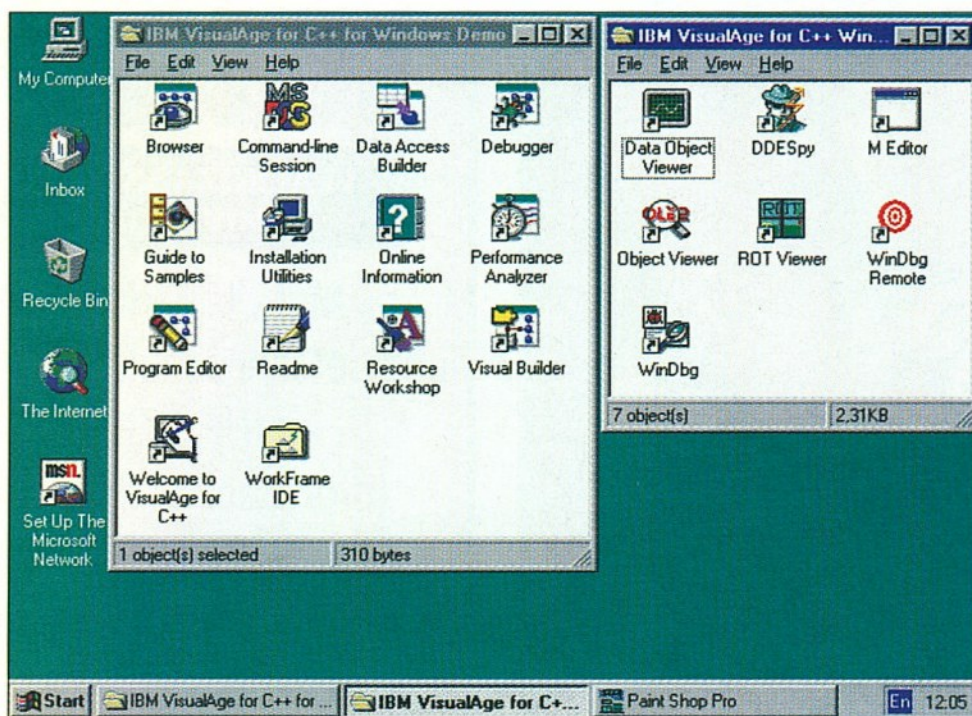 My Computer
Inbox
Recycle Bin
The Internet
msn.
Set Up The
Microsoft
Network
IBM VisualAge for C++ for Windows Demo
File Edit View Help
Browser
Command-line
Session
Data Access
Builder
Debugger
Guide to
Samples
Installation
Utilities
Online
Information
Performance
Analyzer
Program Editor
Readme
Resource
Workshop
Visual Builder
Welcome to
VisualAge for
C++
WorkFrame
IDE
1 object(s) selected 310 bytes
IBM VisualAge for C++ Win...
File Edit View Help
Data Object
Viewer
DDESpy
M Editor
OLE2
Object Viewer
ROT
ROT Viewer
WinDbg
Remote
WinDbg
7 object(s) 2,31KB
Start IBM VisualAge for C++ for ... IBM VisualAge for C+... Paint Shop Pro En 12:05